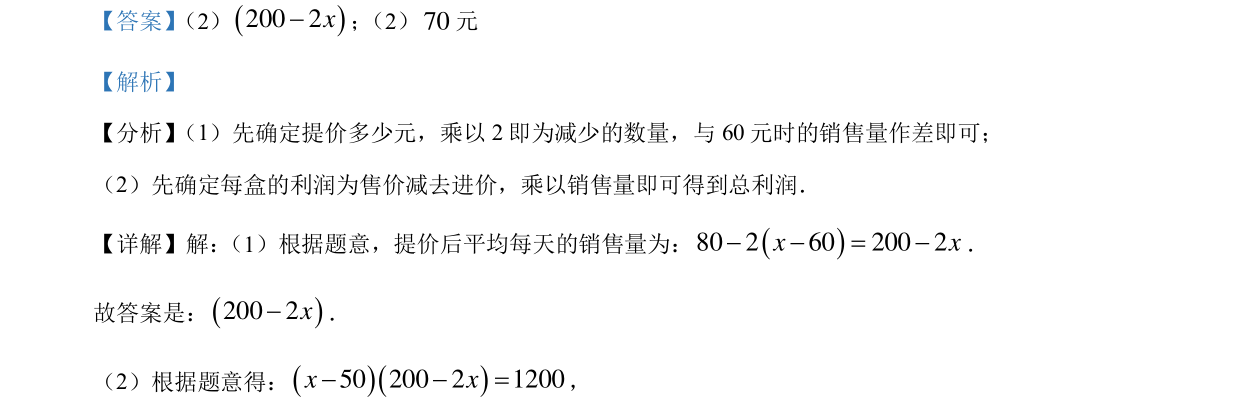 【答案】（2）(200−2x)；（2）70 元
【解析】
【分析】（1）先确定提价多少元，乘以 2 即为减少的数量，与 60 元时的销售量作差即可；
（2）先确定每盒的利润为售价减去进价，乘以销售量即可得到总利润．
【详解】解：（1）根据题意，提价后平均每天的销售量为：80−2(x−60)=200−2x．
故答案是：(200−2x)．
（2）根据题意得：(x−50)(200−2x)=1200，